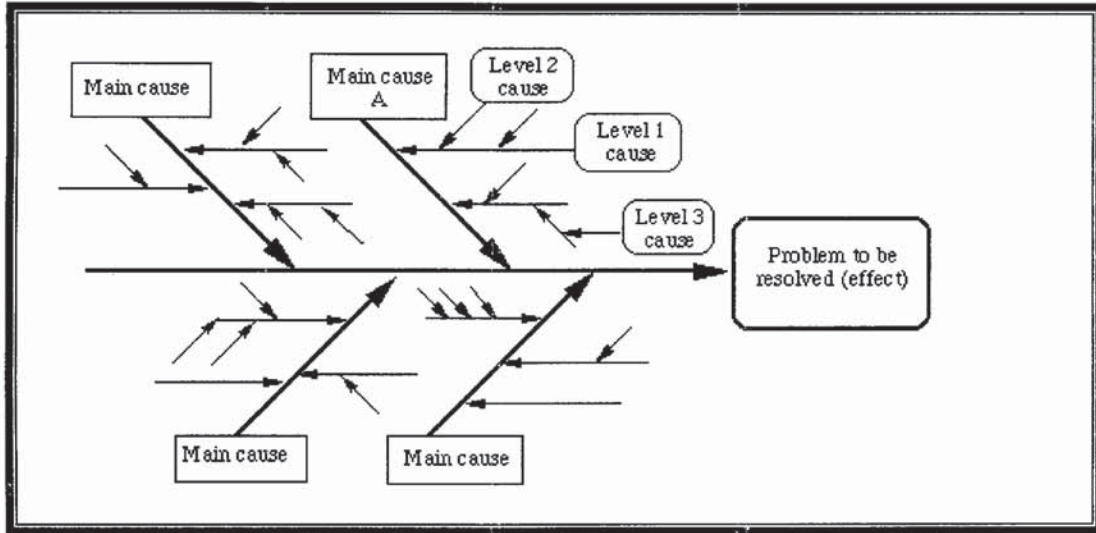 Main cause
Main cause
A
Level 2
cause
Level 1
cause
Level 3
cause
Problem to be
resolved (effect)
Main cause
Main cause